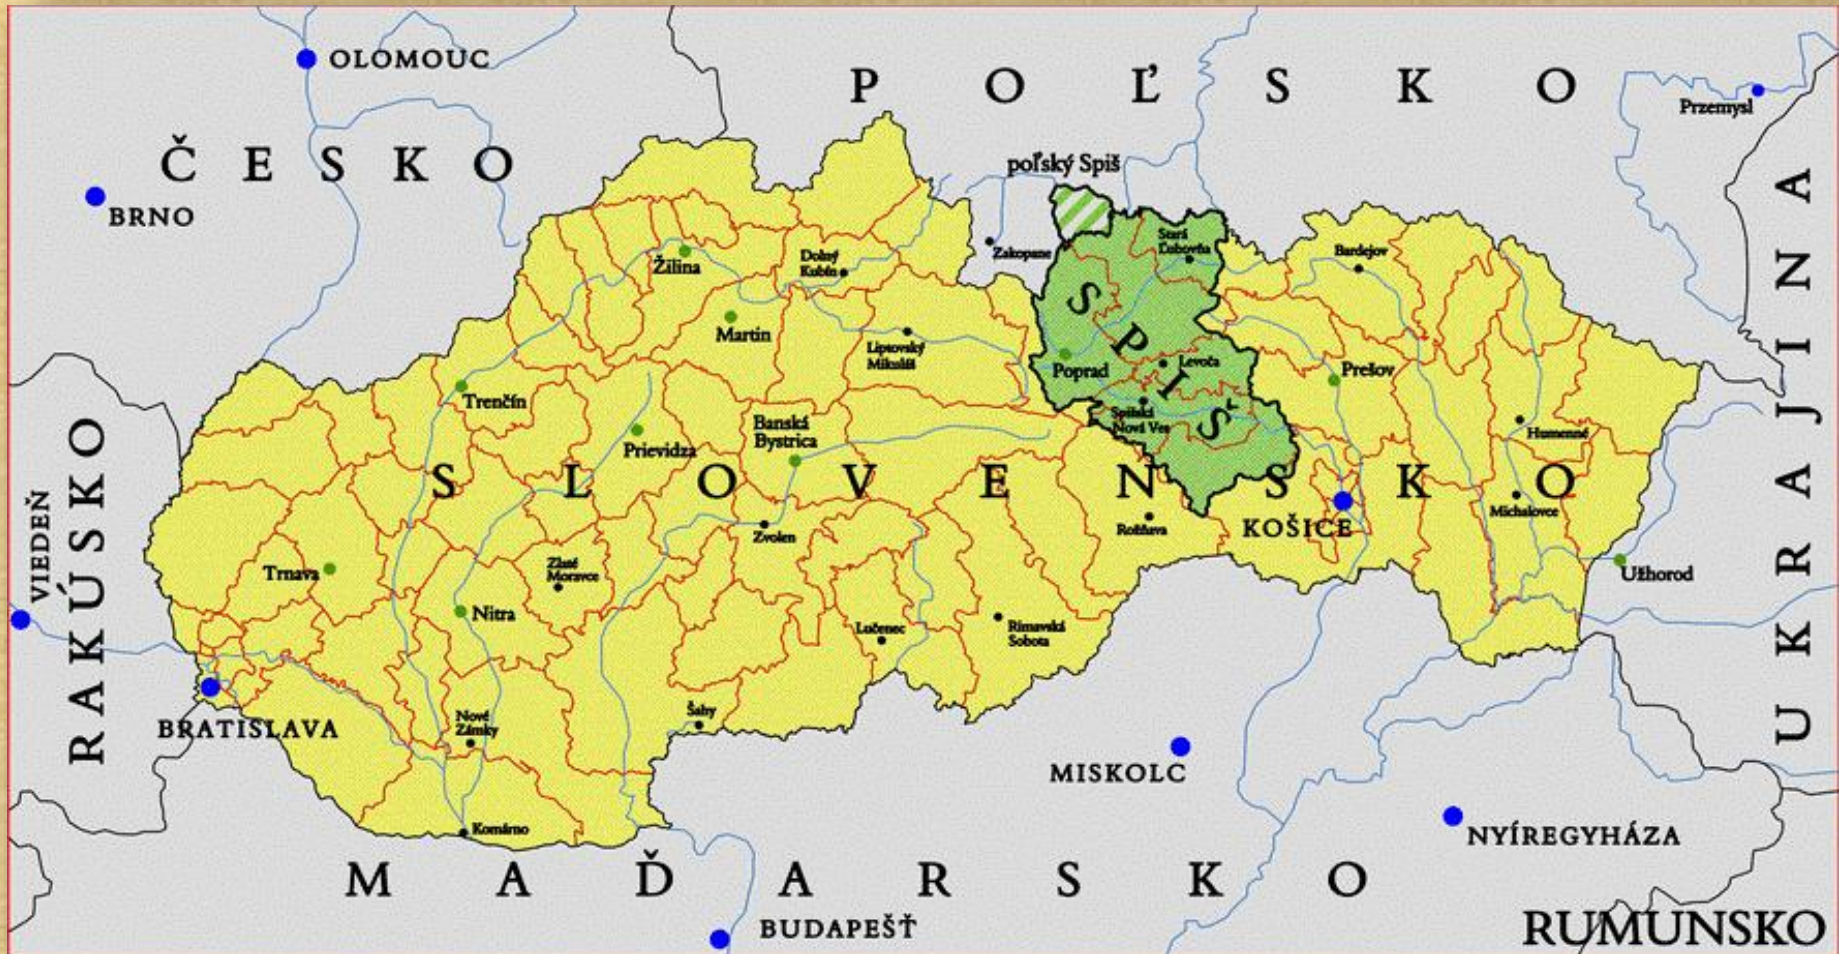 OLOMOUC
POĽSKO
Przemysl
ČESKO
poľský Spiš
BRNO
Stará
Ľubovňa
Zakopane
Bardejov
Žilina
Dolný
Kubín
SPIŠ
Martin
Liptovský
Mikuláš
Levoča
Poprad
Prešov
Trenčín
Spišská
Nová Ves
Banská
Bystrica
Prievidza
Humenné
UKRAJINA
RAKÚSKO
VIEDEŇ
SLOVENSKO
Michalovce
Rožňava
KOŠICE
Zvolen
Zlaté
Moravce
Trnava
Užhorod
Nitra
Lučenec
Rimavská
Sobota
BRATISLAVA
Nové
Zámky
Šahy
MISKOLC
Komárno
NYÍREGYHÁZA
MAĎARSKO
BUDAPEŠŤ
RUMUNSKO